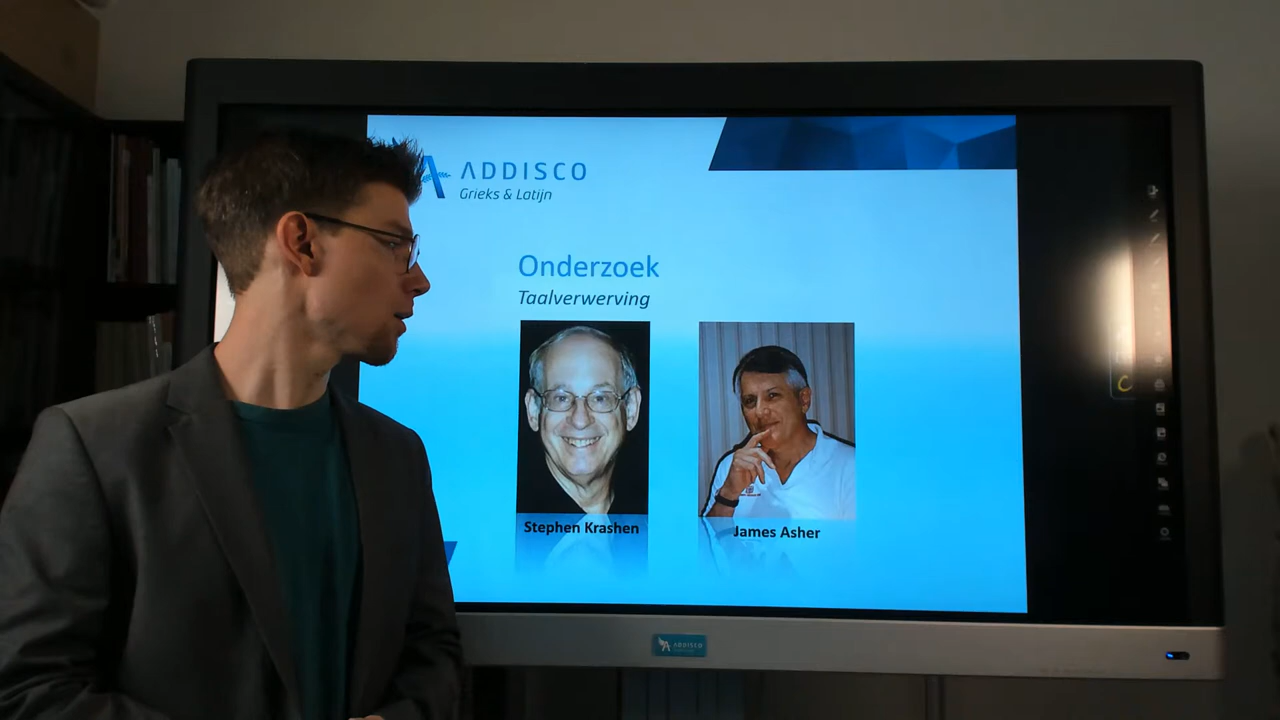 ADDISCO
Grieks & Latijn
Onderzoek
Taalverwerving
Stephen Krashen
James Asher
ADDISCO